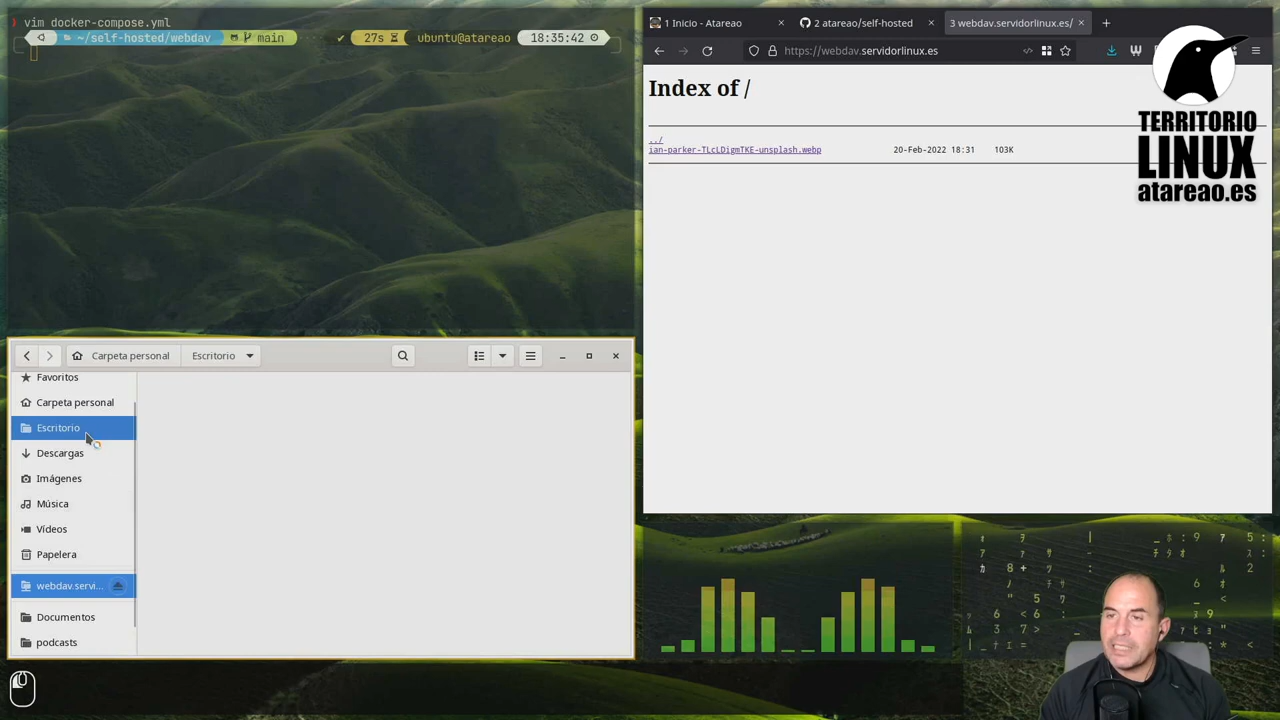 ❯ vim docker-compose.yml
~/self-hosted/webdav main ✔ 27s ubuntu@atareao 18:35:42
1 Inicio - Atareao
2 atareao/self-hosted
3 webdav.servidorlinux.es/
https://webdav.servidorlinux.es
Index of /
../
ian-parker-TLcLDigmTKE-unsplash.webp 20-Feb-2022 18:31 103K
TERRITORIO
LINUX
atareao.es
Carpeta personal Escritorio
Favoritos
Carpeta personal
Escritorio
Descargas
Imágenes
Música
Vídeos
Papelera
webdav.servi...
Documentos
podcasts